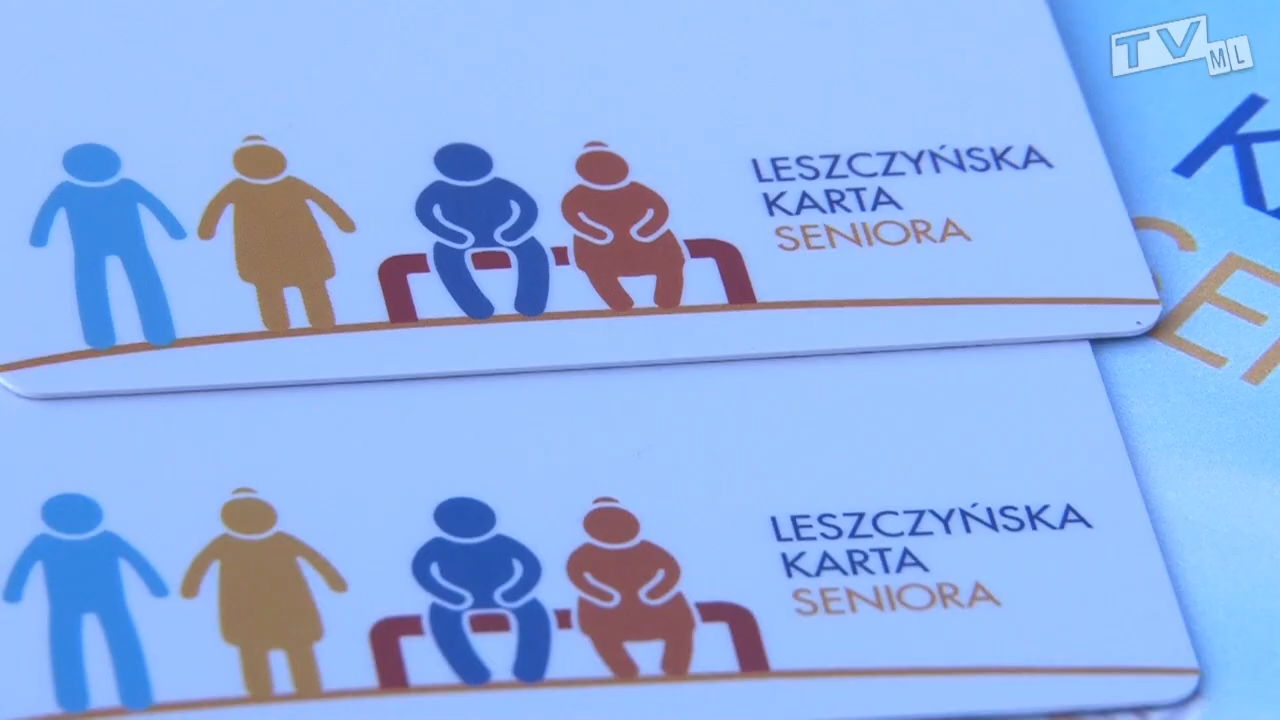 TV ML
LESZCZYŃSKA
KARTA
SENIORA
LESZCZYŃSKA
KARTA
SENIORA